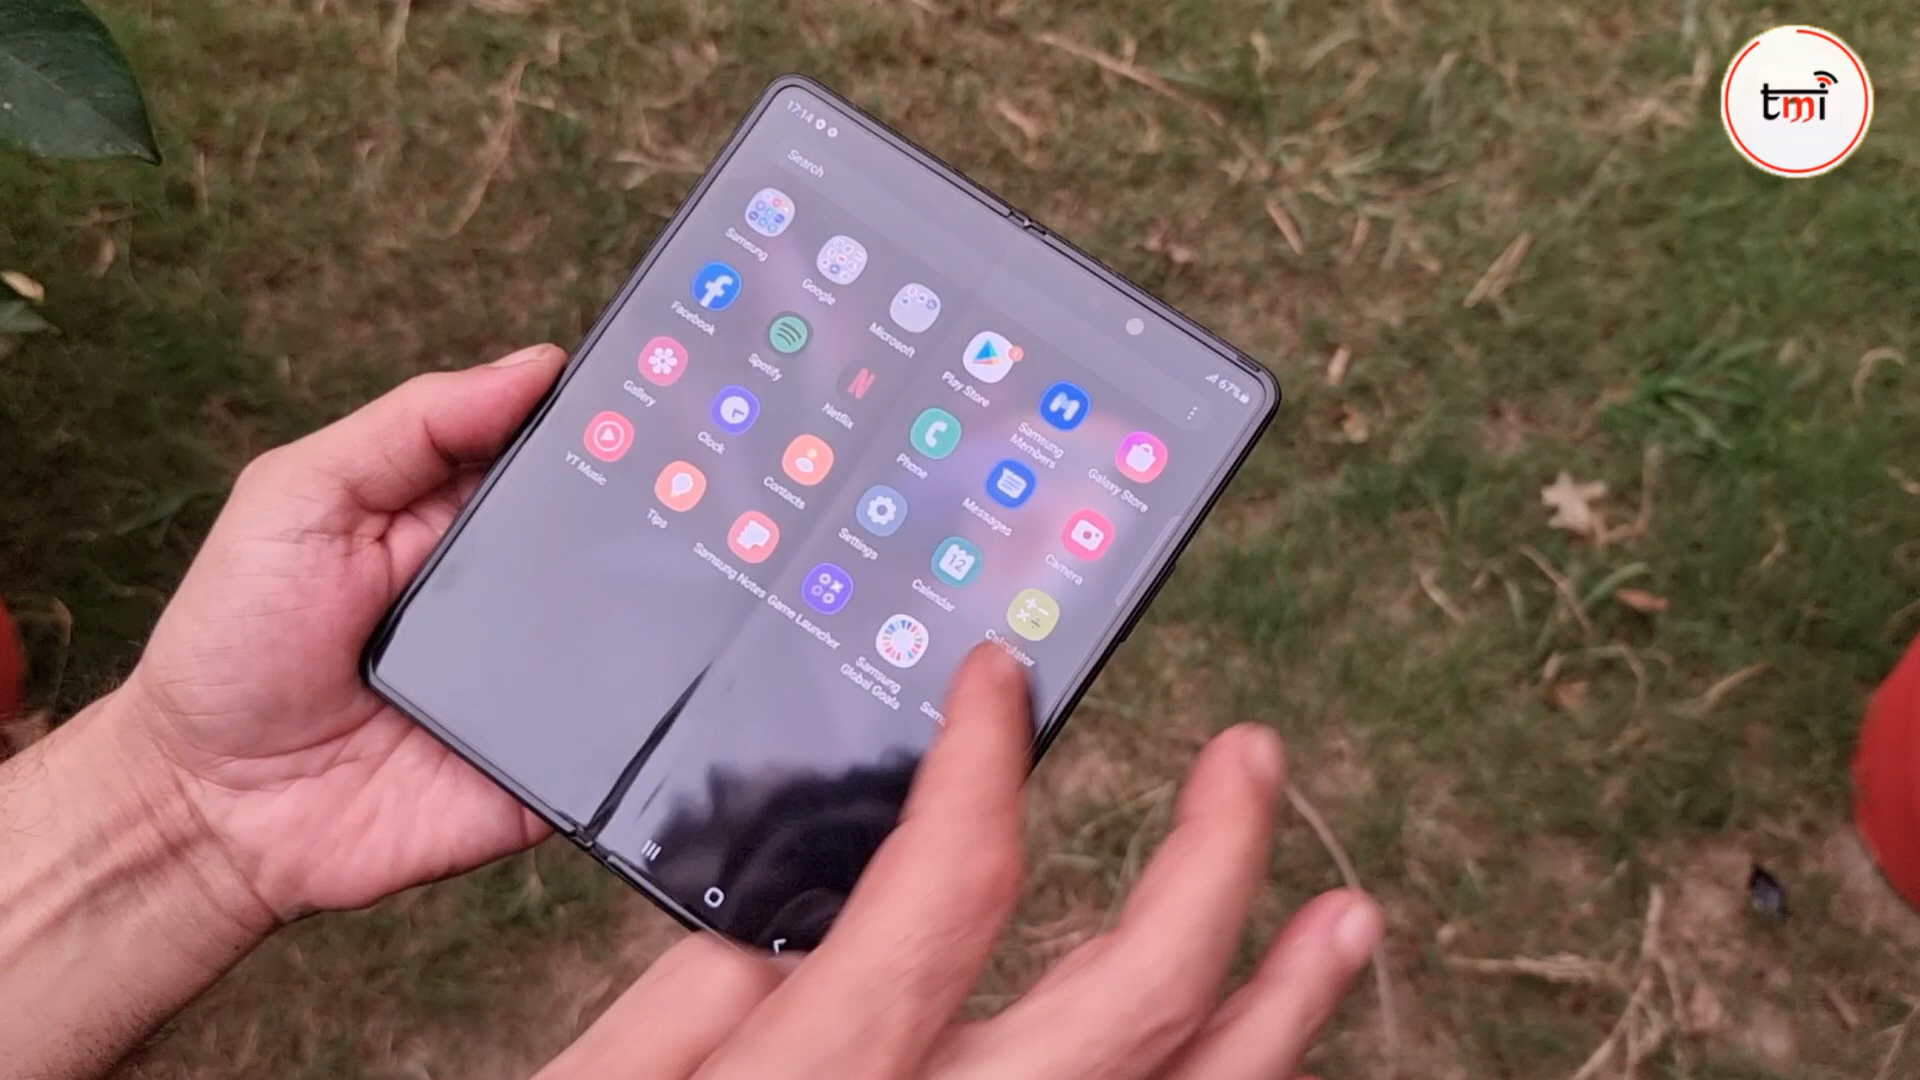 tmi
17:14
67%
Search
Samsung
Google
Microsoft
Play Store
Samsung
Members
Galaxy Store
Facebook
Spotify
Netflix
Phone
Messages
Camera
Gallery
Clock
Contacts
Settings
Calendar
12
Calculator
YT Music
Tips
Samsung Notes
Game Launcher
Samsung
Global Goals